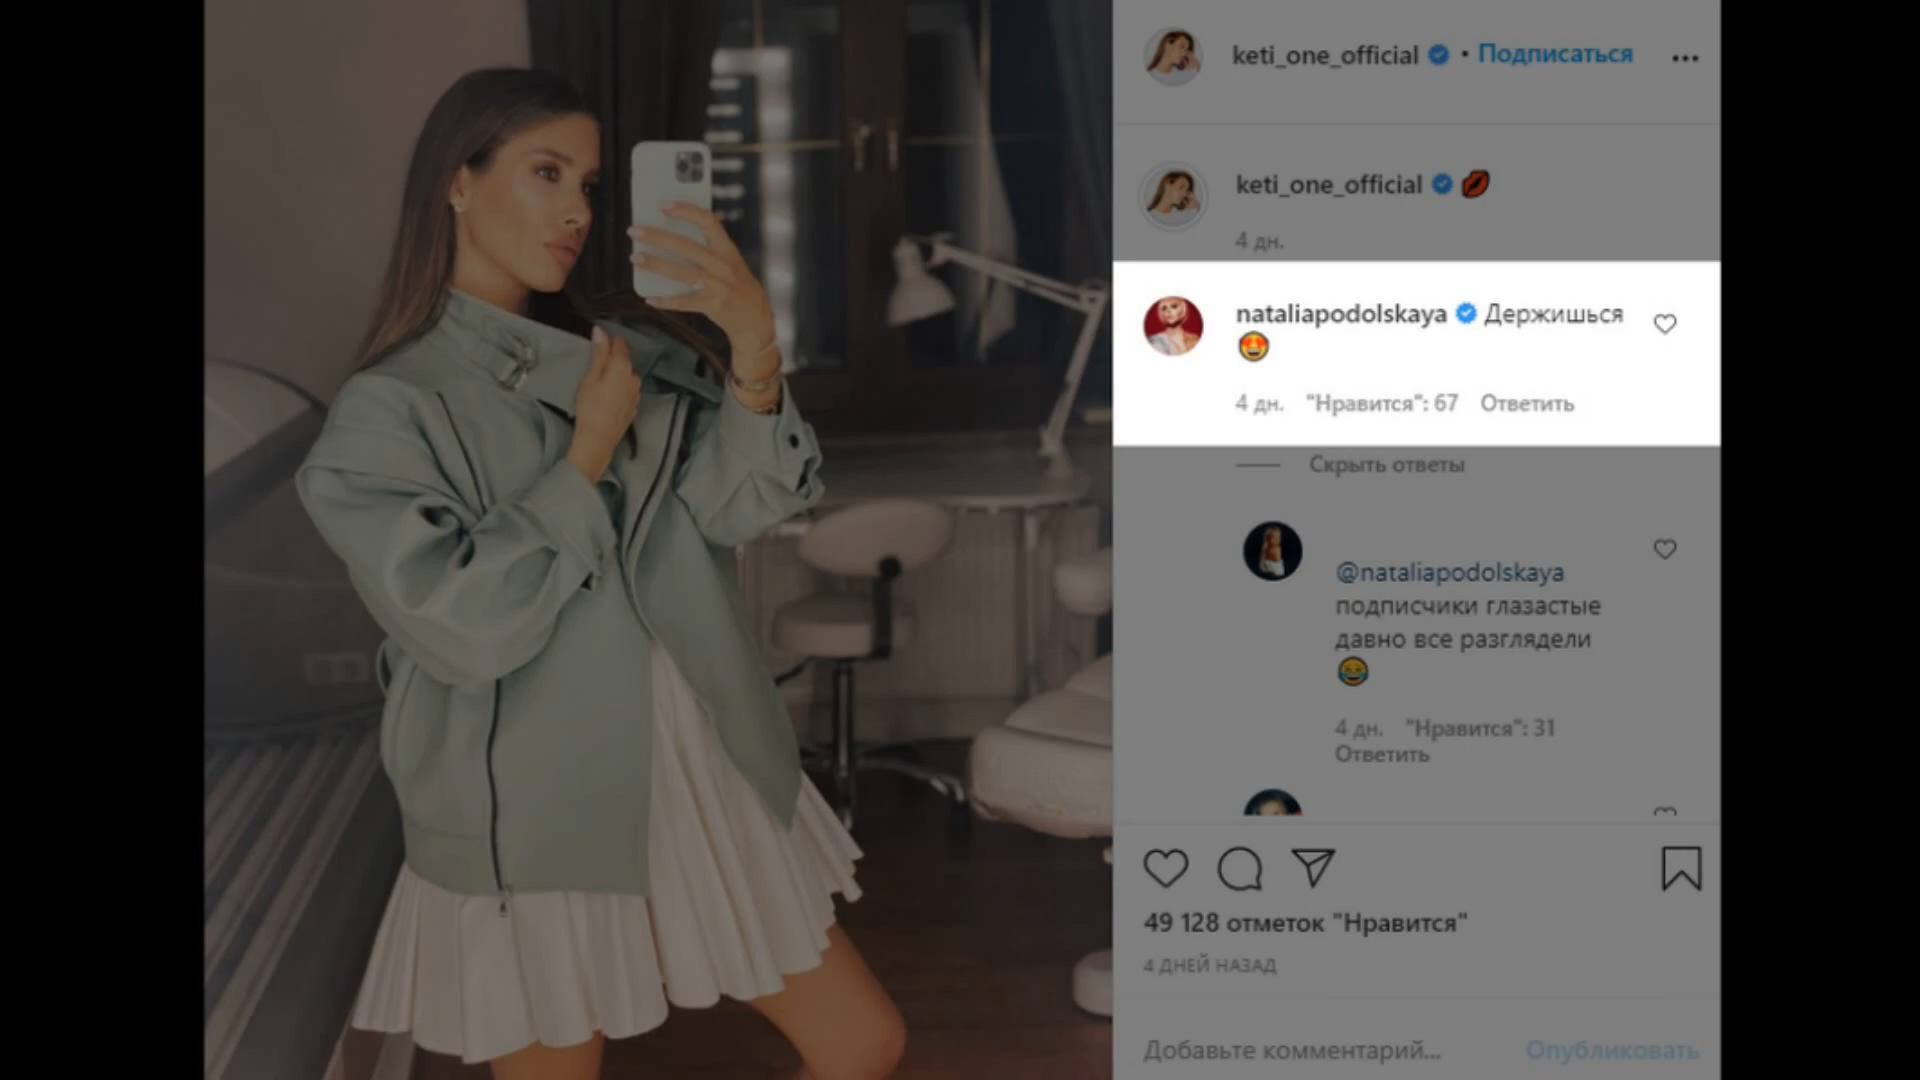 keti_one_official • Подписаться
keti_one_official
4 дн.
nataliapodolskaya Держишься
4 дн. "Нравится": 67 Ответить
Скрыть ответы
@nataliapodolskaya
подписчики глазастые
давно все разглядели
4 дн. "Нравится": 31
Ответить
49 128 отметок "Нравится"
4 ДНЕЙ НАЗАД
Добавьте комментарий... Опубликовать